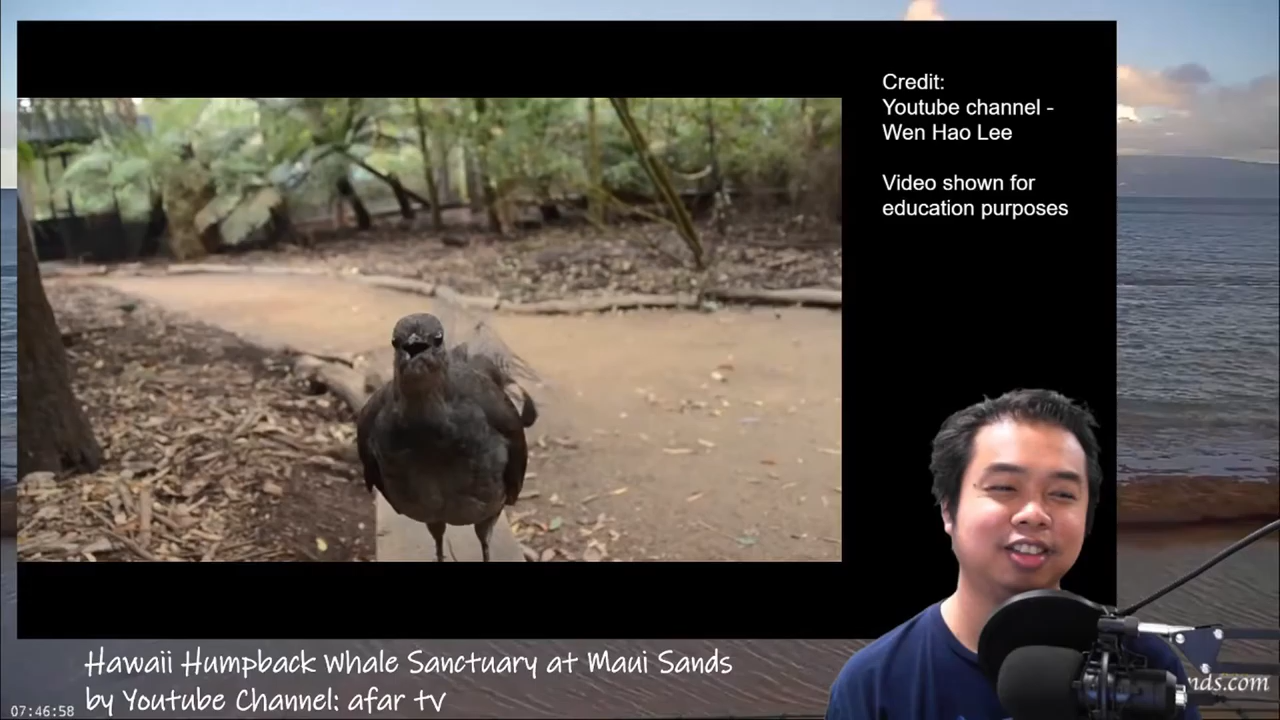 Credit:
Youtube channel -
Wen Hao Lee
Video shown for
education purposes
Hawaii Humpback Whale Sanctuary at Maui Sands
by Youtube Channel: afar tv
nds.com
07:46:58